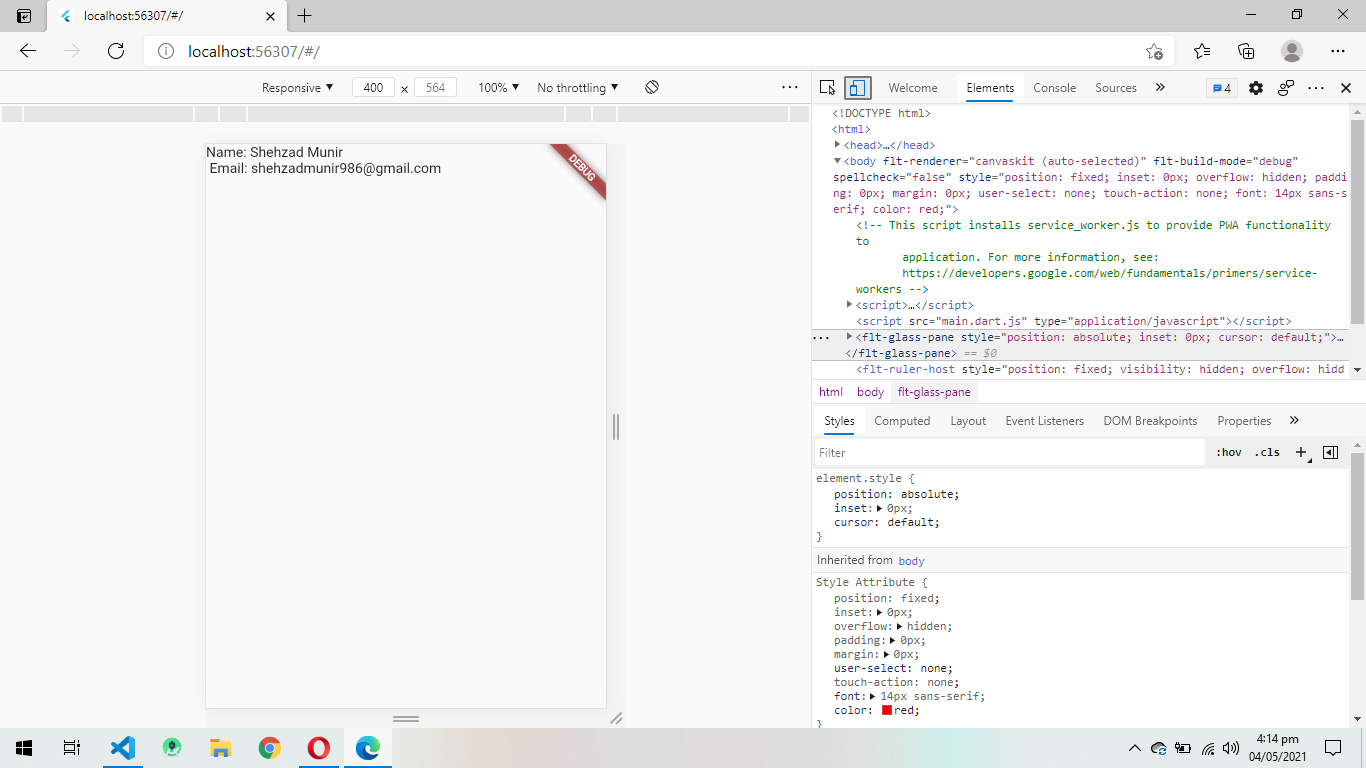 localhost:56307/#/
localhost:56307/#/
Responsive ▼ 400 × 564 100% ▼ No throttling ▼
Welcome Elements Console Sources » 4
Name: Shehzad Munir
Email: shehzadmunir986@gmail.com
DEBUG
<!DOCTYPE html>
<html>
<head>…</head>
<body flt-renderer="canvaskit (auto-selected)" flt-build-mode="debug"
spellcheck="false" style="position: fixed; inset: 0px; overflow: hidden; paddi
ng: 0px; margin: 0px; user-select: none; touch-action: none; font: 14px sans-s
erif; color: red;">
<!-- This script installs service_worker.js to provide PWA functionality
to
application. For more information, see:
https://developers.google.com/web/fundamentals/primers/service-
workers -->
<script>…</script>
<script src="main.dart.js" type="application/javascript"></script>
<flt-glass-pane style="position: absolute; inset: 0px; cursor: default;">…
</flt-glass-pane> == $0
<flt-ruler-host style="position: fixed; visibility: hidden; overflow: hidd
html body flt-glass-pane
Styles Computed Layout Event Listeners DOM Breakpoints Properties »
Filter :hov .cls +
element.style {
position: absolute;
inset: 0px;
cursor: default;
}
Inherited from body
Style Attribute {
position: fixed;
inset: 0px;
overflow: hidden;
padding: 0px;
margin: 0px;
user-select: none;
touch-action: none;
font: 14px sans-serif;
color: red;
}
4:14 pm
04/05/2021